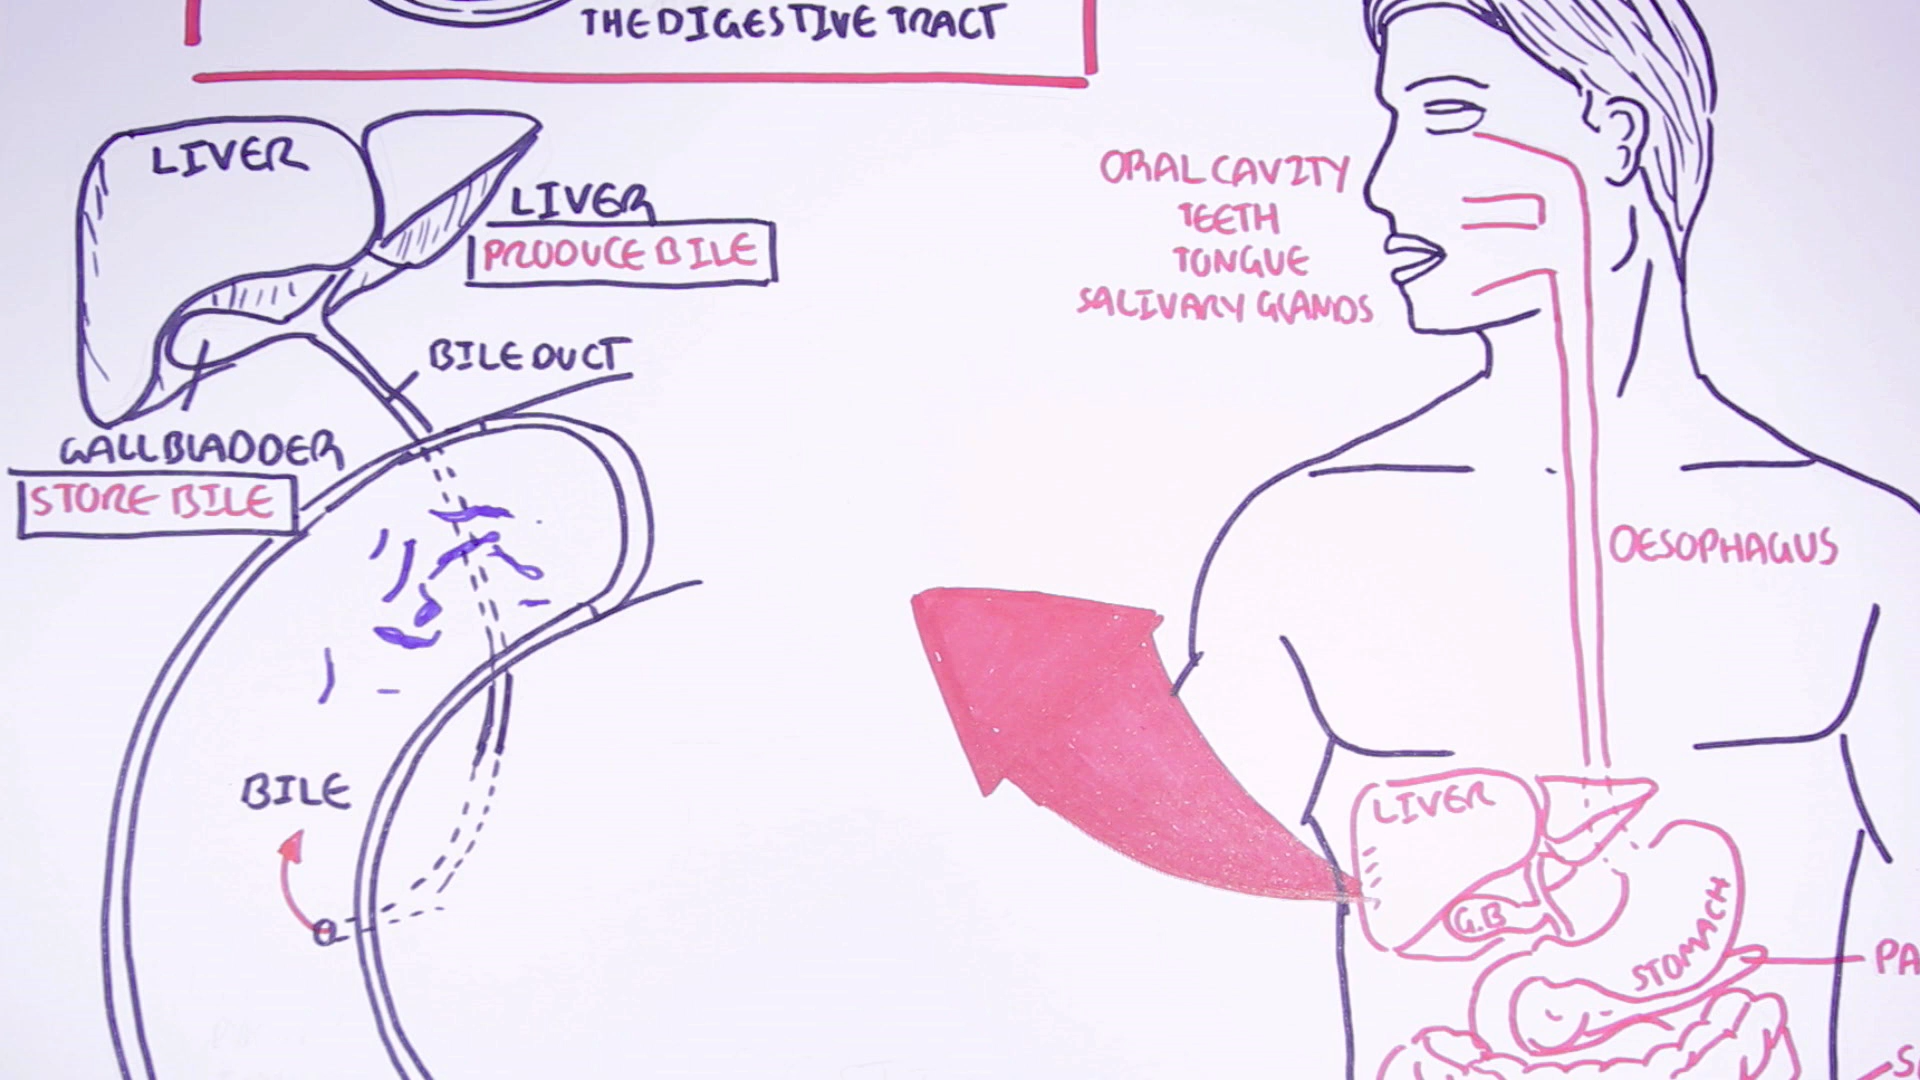 THE DIGESTIVE TRACT
LIVER
LIVER
PRODUCE BILE
BILE DUCT
GALLBLADDER
STORE BILE
BILE
ORAL CAVITY
TEETH
TONGUE
SALIVARY GLANDS
OESOPHAGUS
LIVER
G.B
STOMACH
PA